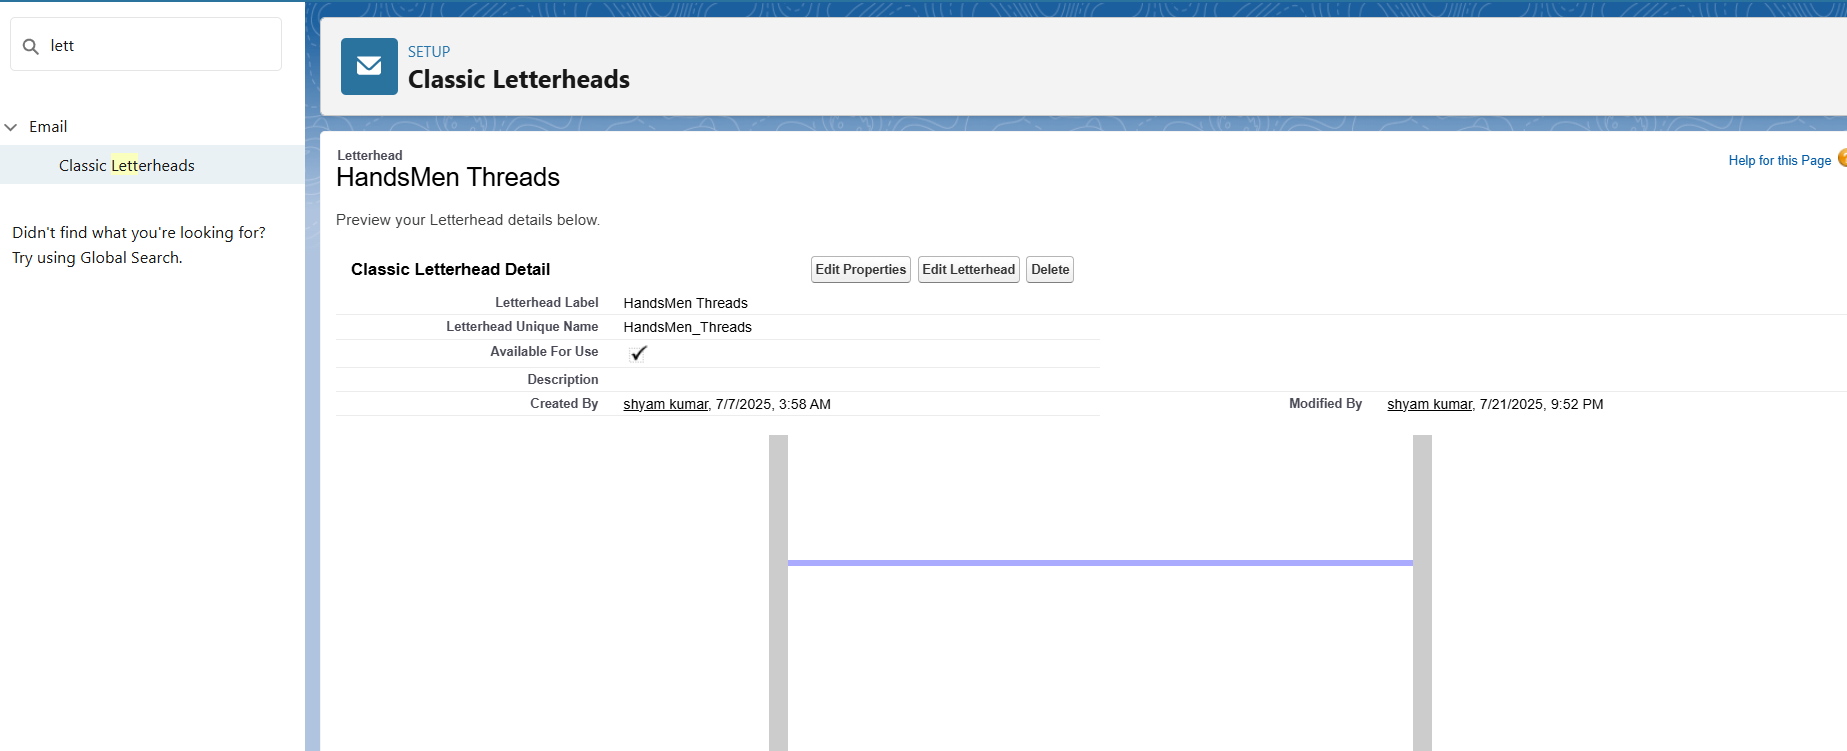 lett
Email
Classic Letterheads
Didn't find what you're looking for?
Try using Global Search.
SETUP
Classic Letterheads
Letterhead
HandsMen Threads
Help for this Page
Preview your Letterhead details below.
Classic Letterhead Detail
Edit Properties
Edit Letterhead
Delete
Letterhead Label HandsMen Threads
Letterhead Unique Name HandsMen_Threads
Available For Use
Description
Created By shyam kumar, 7/7/2025, 3:58 AM
Modified By shyam kumar, 7/21/2025, 9:52 PM